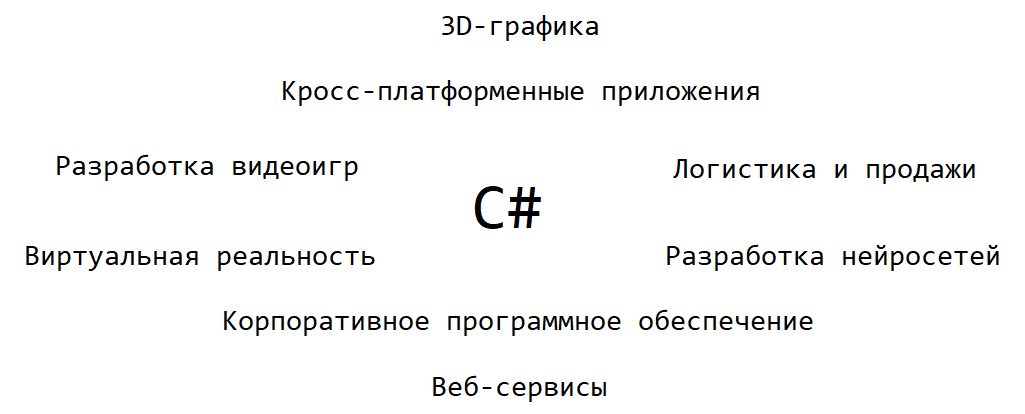 3D-графика
Кросс-платформенные приложения
Разработка видеоигр
Логистика и продажи
C#
Виртуальная реальность
Разработка нейросетей
Корпоративное программное обеспечение
Веб-сервисы